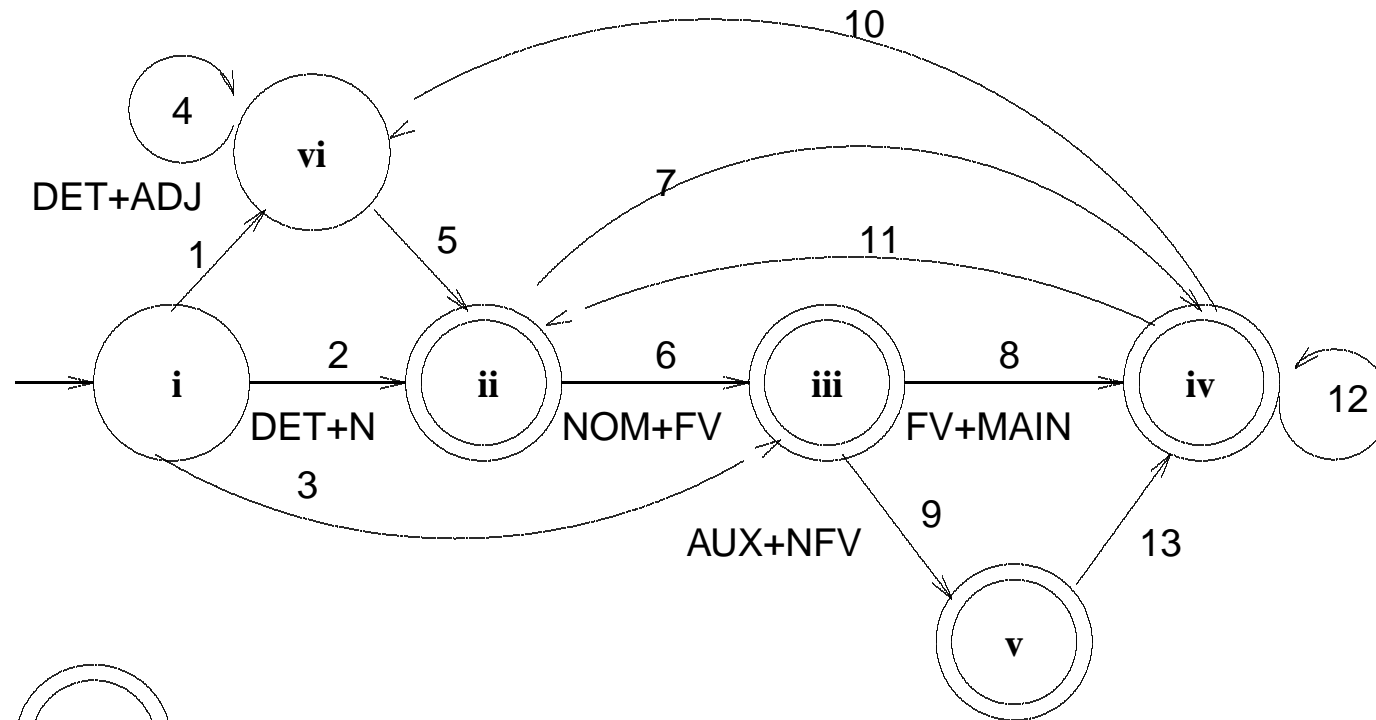 10
4
vi
7
DET+ADJ
1
5
11
2
6
8
i
ii
iii
iv
12
DET+N
NOM+FV
FV+MAIN
3
9
AUX+NFV
13
v